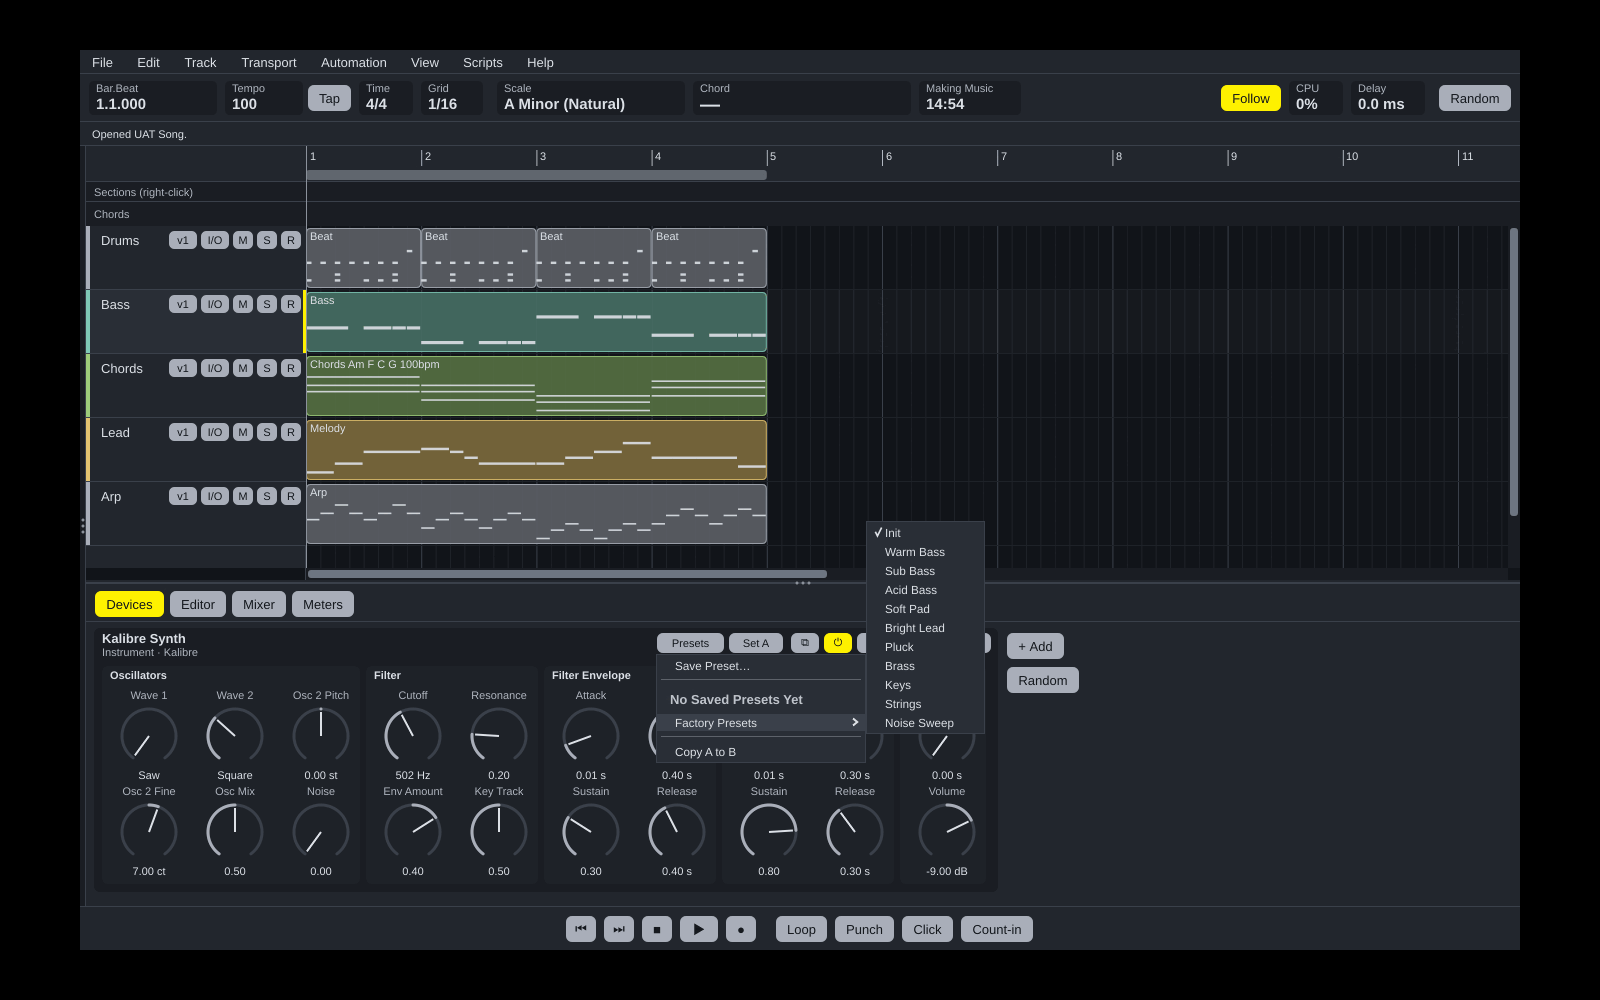 File Edit Track Transport Automation View Scripts Help
Bar.Beat Tempo Time Grid Scale Chord Making Music CPU Delay
1.1.000 100 Tap 4/4 1/16 A Minor (Natural) — 14:54 Follow 0% 0.0 ms Random
Opened UAT Song.
1 2 3 4 5 6 7 8 9 10 11
Sections (right-click)
Chords
Drums v1 I/O M S R Beat Beat Beat Beat
Bass v1 I/O M S R Bass
Chords v1 I/O M S R Chords Am F C G 100bpm
Lead v1 I/O M S R Melody
Arp v1 I/O M S R Arp
Init
Warm Bass
Sub Bass
Acid Bass
Soft Pad
Bright Lead
Pluck
Brass
Keys
Strings
Noise Sweep
Devices Editor Mixer Meters
Kalibre Synth Presets Set A + Add
Instrument · Kalibre
Random
Save Preset…
No Saved Presets Yet
Factory Presets
Copy A to B
Oscillators Filter Filter Envelope
Wave 1 Wave 2 Osc 2 Pitch Cutoff Resonance Attack
Saw Square 0.00 st 502 Hz 0.20 0.01 s 0.40 s 0.01 s 0.30 s 0.00 s
Osc 2 Fine Osc Mix Noise Env Amount Key Track Sustain Release Sustain Release Volume
7.00 ct 0.50 0.00 0.40 0.50 0.30 0.40 s 0.80 0.30 s -9.00 dB
Loop Punch Click Count-in